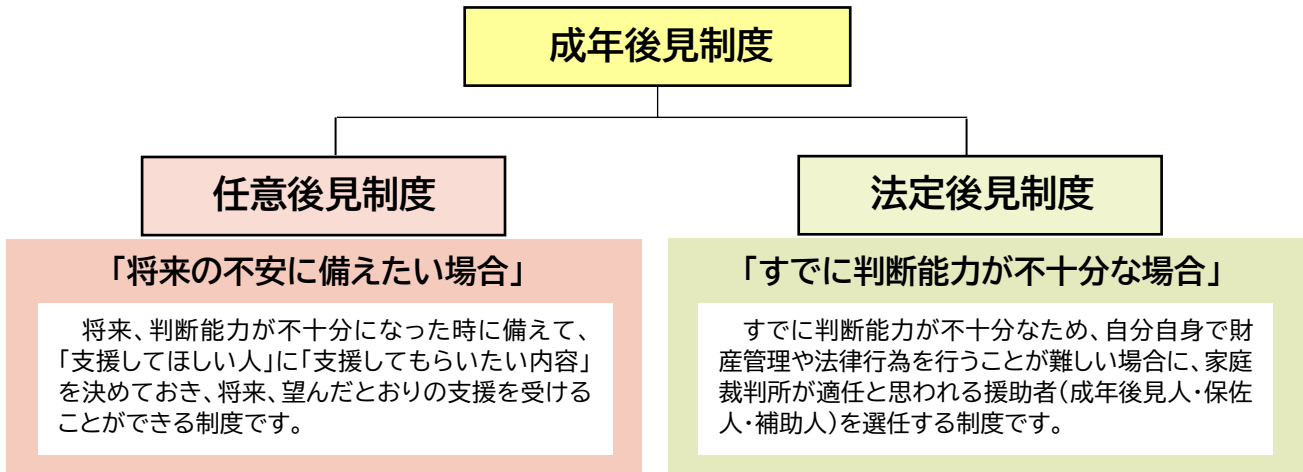 成年後見制度
任意後見制度
「将来の不安に備えたい場合」
将来、判断能力が不十分になった時に備えて、
「支援してほしい人」に「支援してもらいたい内容」
を決めておき、将来、望んだとおりの支援を受ける
ことができる制度です。
法定後見制度
「すでに判断能力が不十分な場合」
すでに判断能力が不十分なため、自分自身で財
産管理や法律行為を行うことが難しい場合に、家庭
裁判所が適任と思われる援助者(成年後見人・保佐
人・補助人)を選任する制度です。